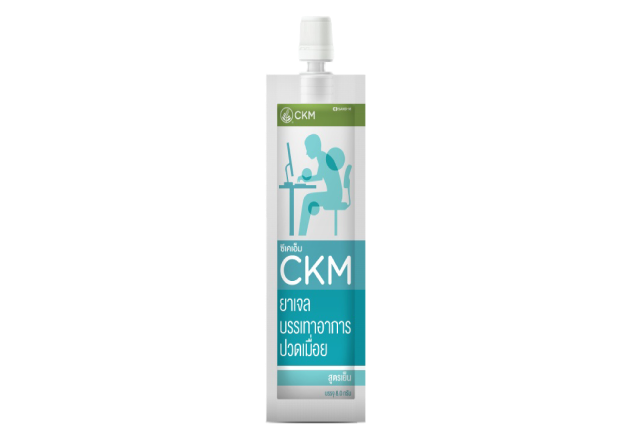 CKM
ซีเคเอ็ม
CKM
ยาเจล
บรรเทาอาการ
ปวดเมื่อย
สูตรเย็น